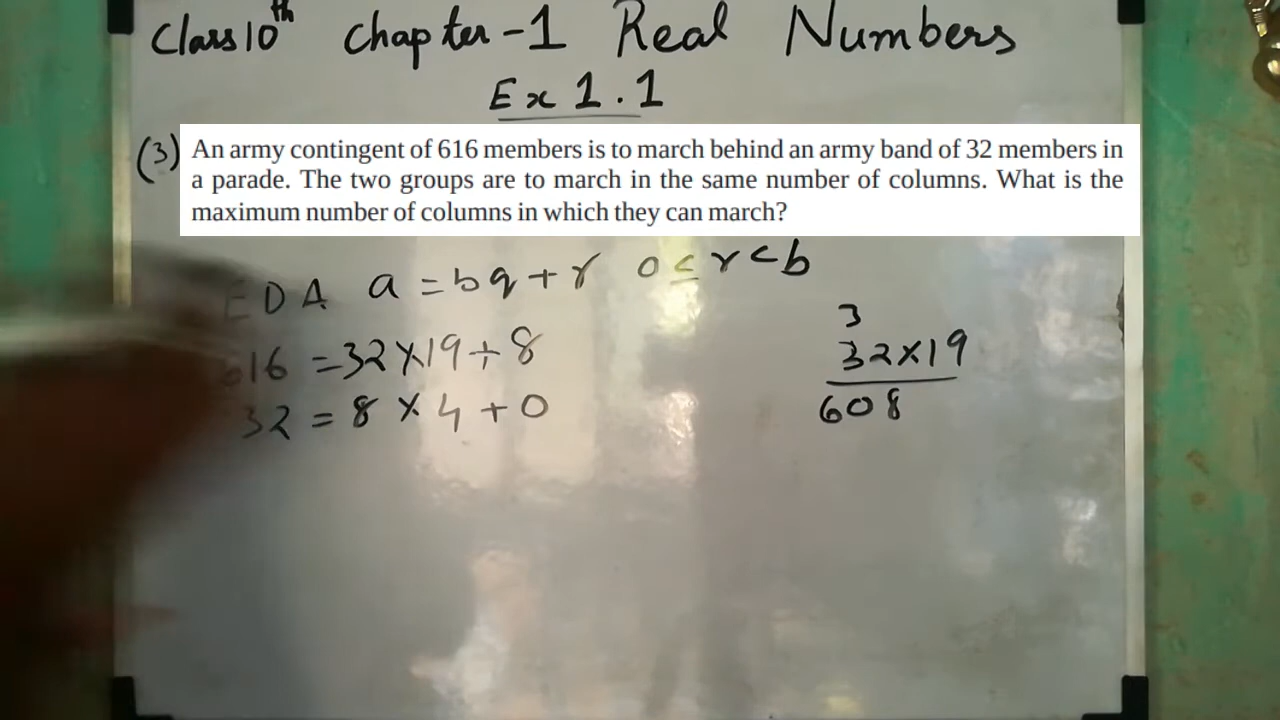 Class 10th Chapter-1 Real Numbers
Ex 1.1
(3) An army contingent of 616 members is to march behind an army band of 32 members in
a parade. The two groups are to march in the same number of columns. What is the
maximum number of columns in which they can march?
EDA a = bq + r 0 ≤ r < b
616 = 32×19+8
32 = 8 × 4 + 0
3
32×19
608